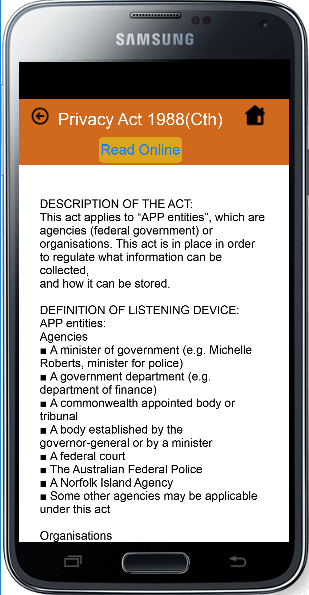 SAMSUNG
Privacy Act 1988(Cth)
Read Online
DESCRIPTION OF THE ACT:
This act applies to “APP entities”, which are
agencies (federal government) or
organisations. This act is in place in order
to regulate what information can be
collected,
and how it can be stored.
DEFINITION OF LISTENING DEVICE:
APP entities:
Agencies
■ A minister of government (e.g. Michelle
Roberts, minister for police)
■ A government department (e.g.
department of finance)
■ A commonwealth appointed body or
tribunal
■ A body established by the
governor-general or by a minister
■ A federal court
■ The Australian Federal Police
■ A Norfolk Island Agency
■ Some other agencies may be applicable
under this act
Organisations